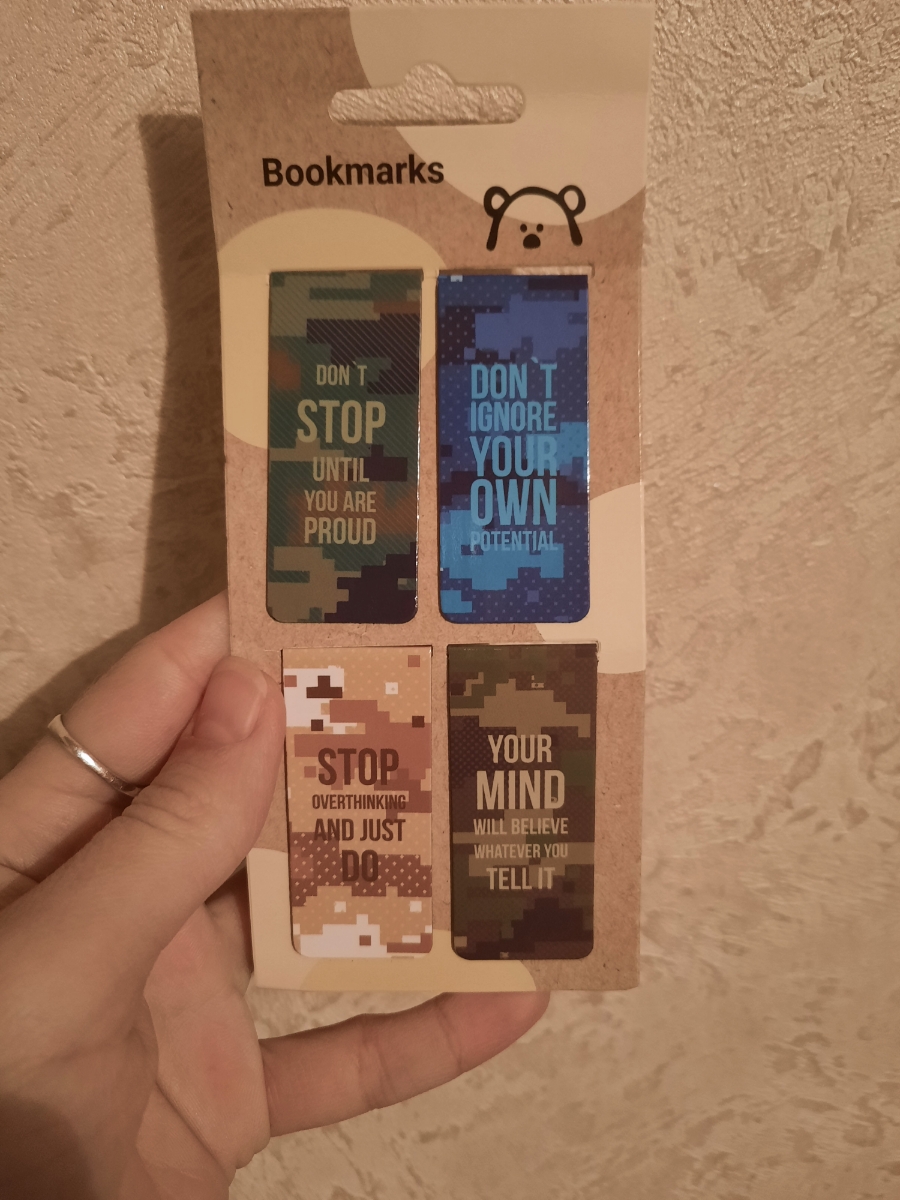 Bookmarks
DON`T
STOP
UNTIL
YOU ARE
PROUD
DON`T
IGNORE
YOUR
OWN
POTENTIAL
STOP
OVERTHINKING
AND JUST
DO
YOUR
MIND
WILL BELIEVE
WHATEVER YOU
TELL IT